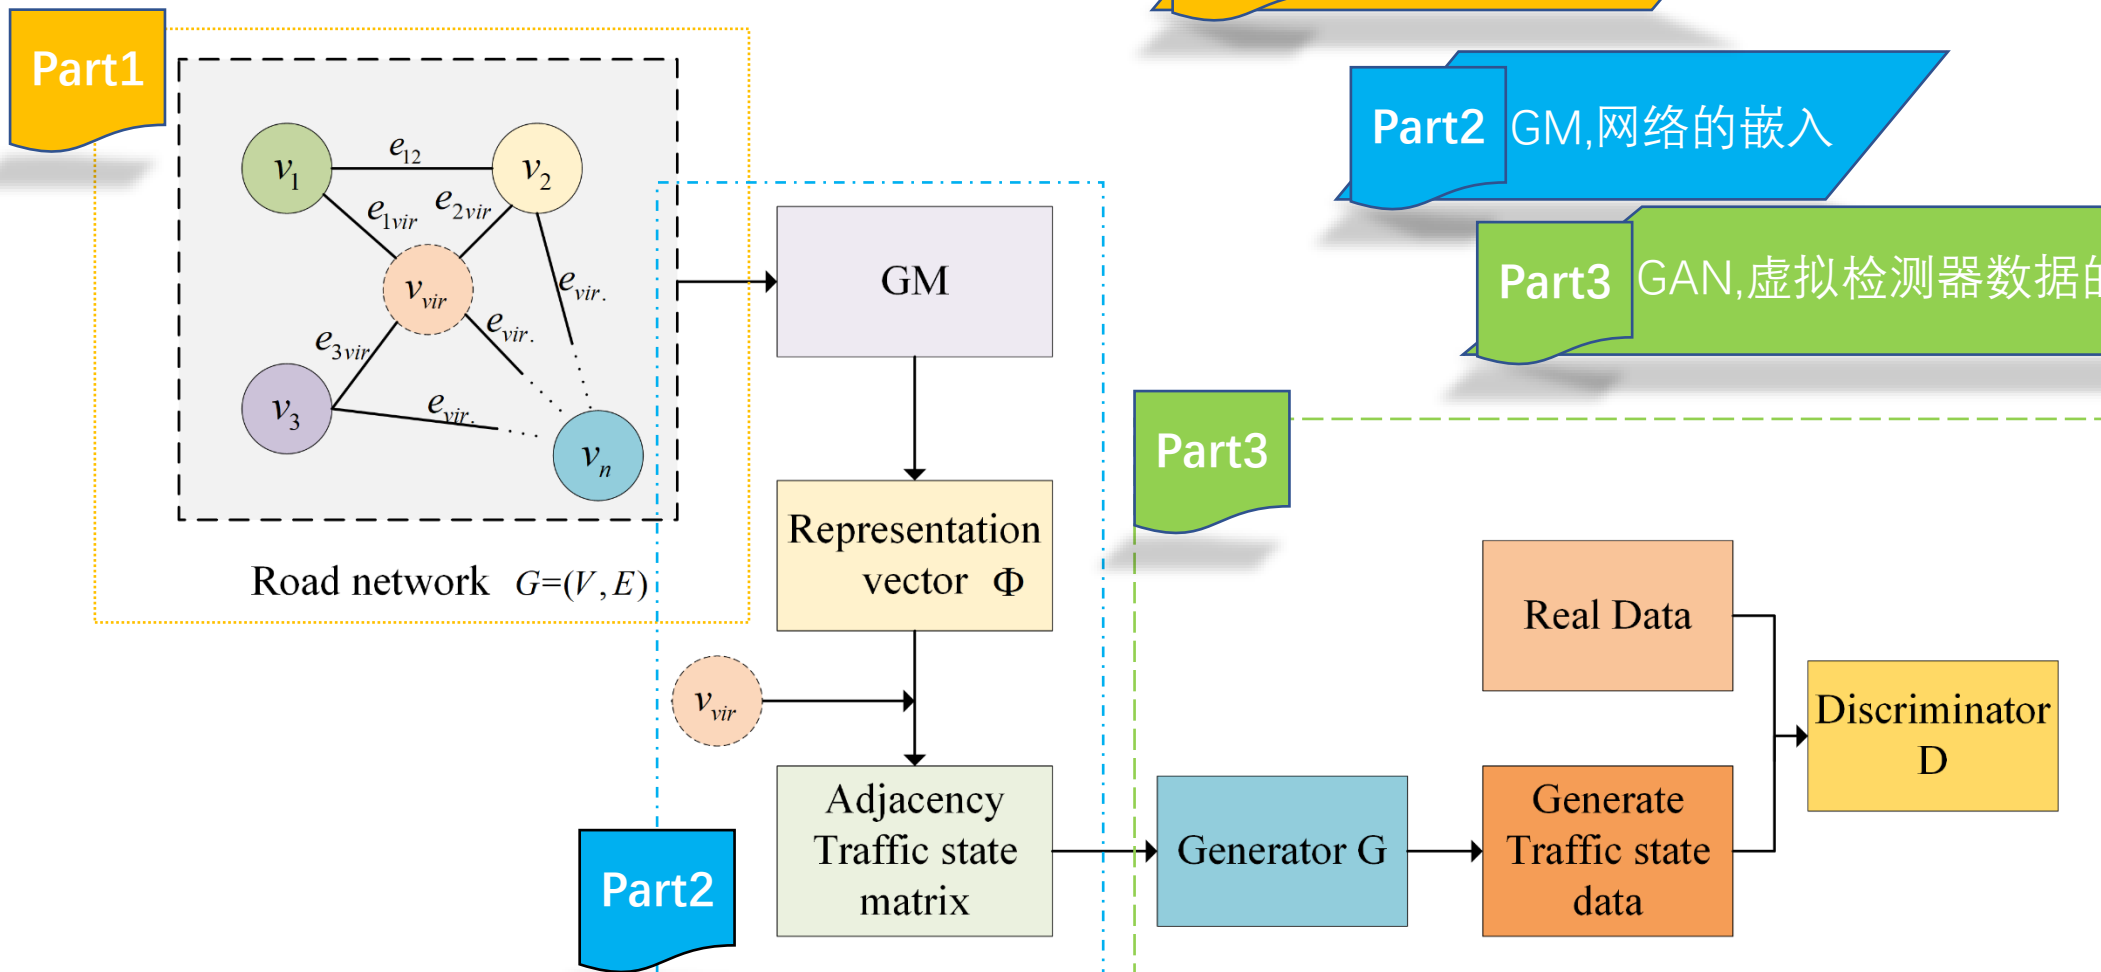 Part1
v1
e12
v2
e1vir
e2vir
vvir
evir.
evir.
e3vir
v3
evir.
vn
Road network G=(V,E)
GM
Representation
vector Φ
vvir
Adjacency
Traffic state
matrix
Part2
Part2 GM,网络的嵌入
Part3 GAN,虚拟检测器数据的
Part3
Real Data
Discriminator
D
Generator G
Generate
Traffic state
data